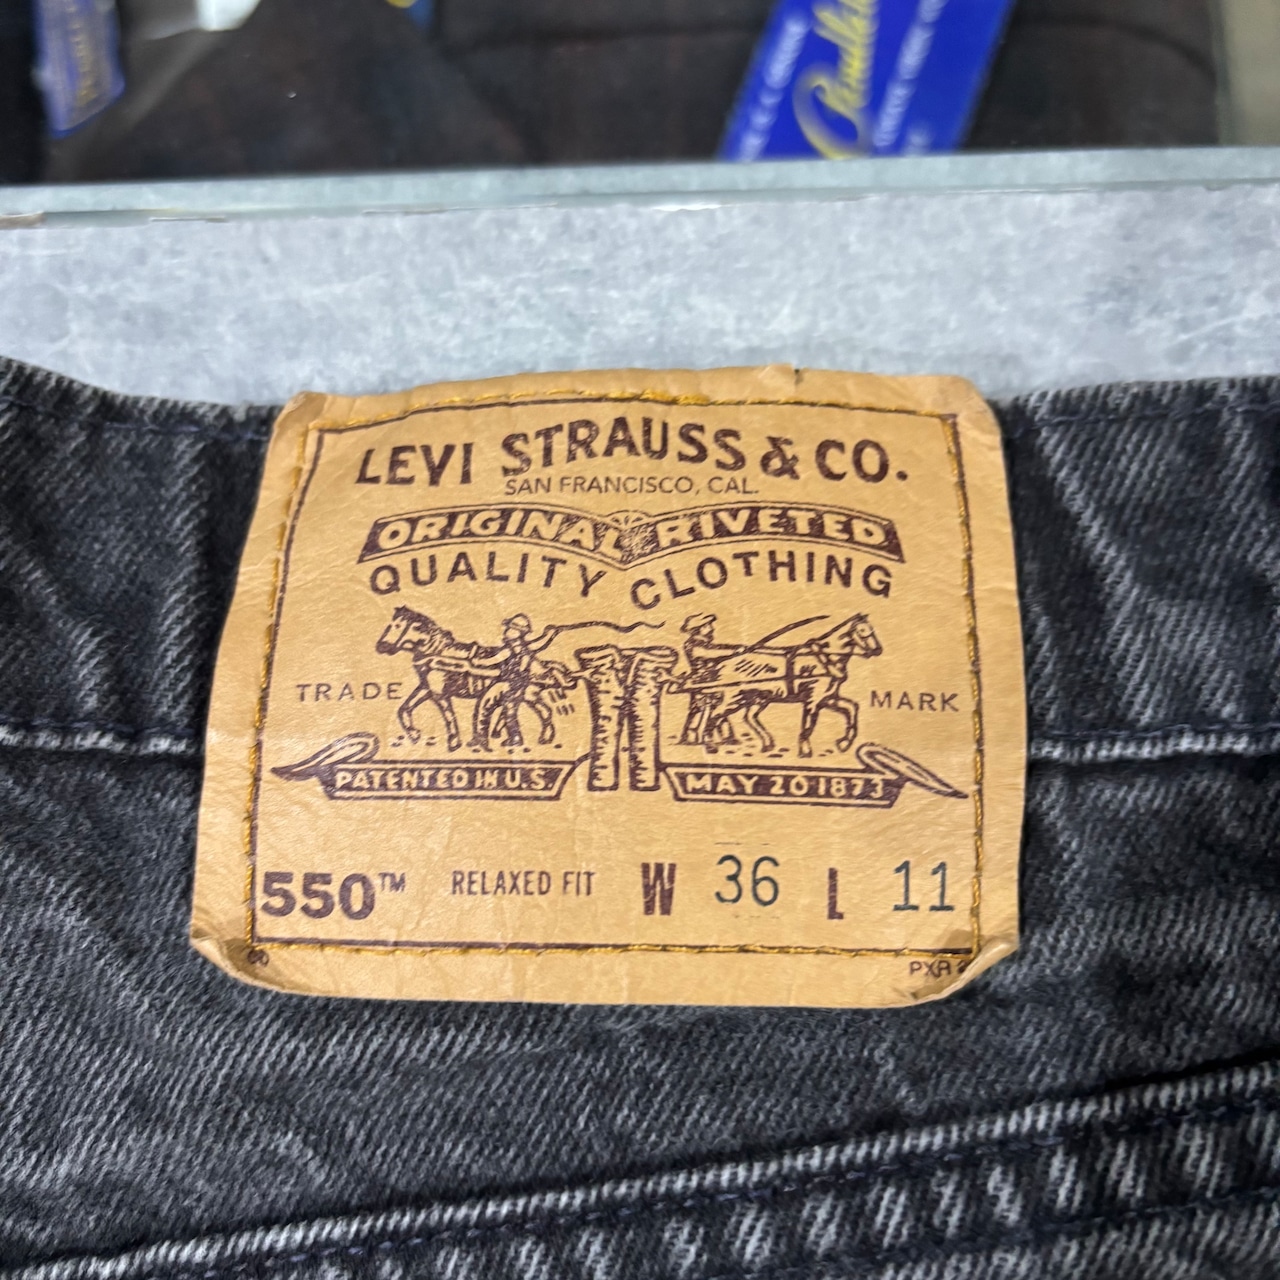 LEVI STRAUSS & CO.
SAN FRANCISCO, CAL.
ORIGINAL RIVETED
QUALITY CLOTHING
TRADE MARK
PATENTED IN U.S. MAY 20 1873
550™ RELAXED FIT W 36 L 11